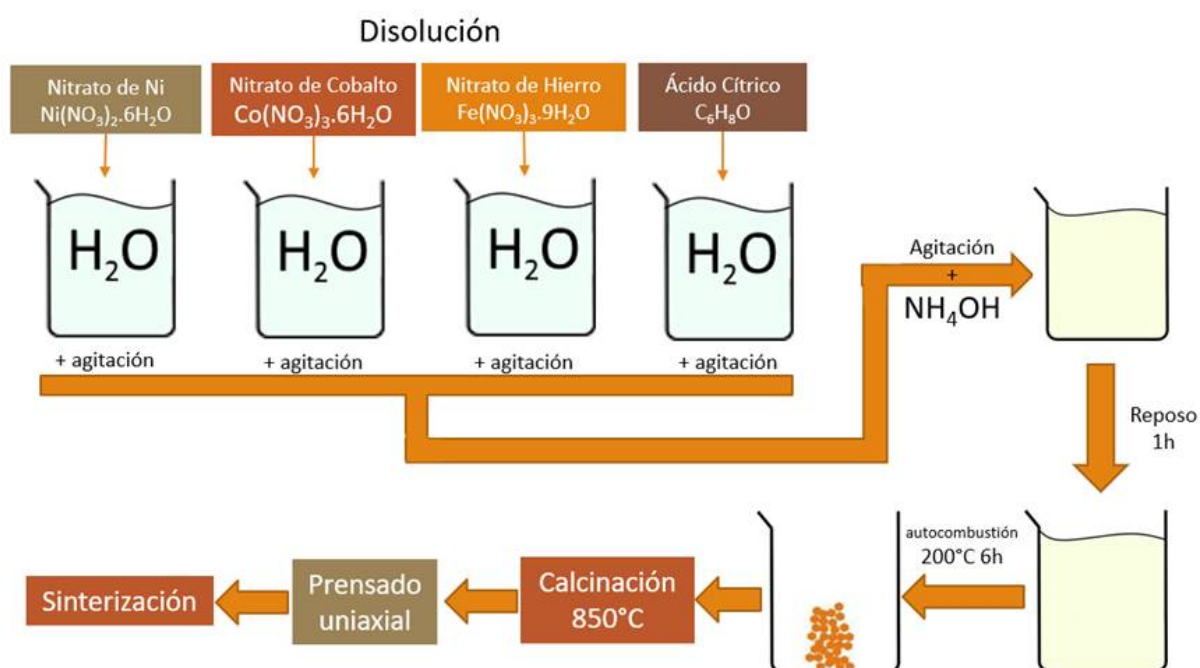 Disolución
Nitrato de Ni
Ni(NO₃)₂.6H₂O
Nitrato de Cobalto
Co(NO₃)₃.6H₂O
Nitrato de Hierro
Fe(NO₃)₃.9H₂O
Ácido Cítrico
C₆H₈O
H₂O
H₂O
H₂O
H₂O
+ agitación
+ agitación
+ agitación
+ agitación
Agitación
+
NH₄OH
Reposo
1h
autocombustión
200°C 6h
Calcinación
850°C
Prensado
uniaxial
Sinterización